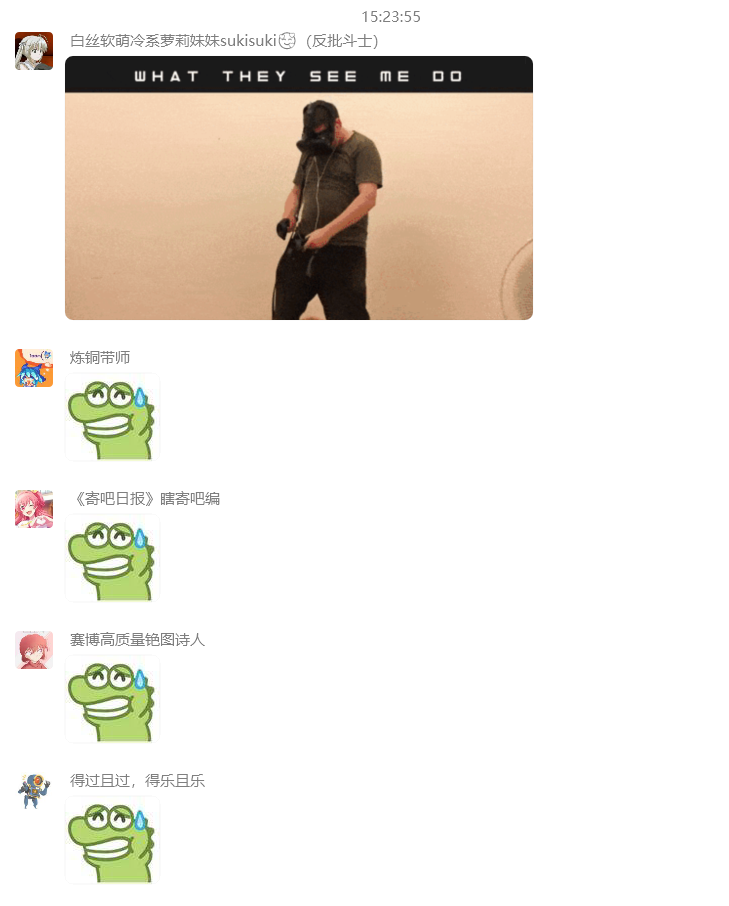 15:23:55
白丝软萌冷系萝莉妹妹sukisuki😍（反批斗士）
WHAT THEY SEE ME DO
炼铜带师
《寄吧日报》瞎寄吧编
赛博高质量铯图诗人
得过且过，得乐且乐